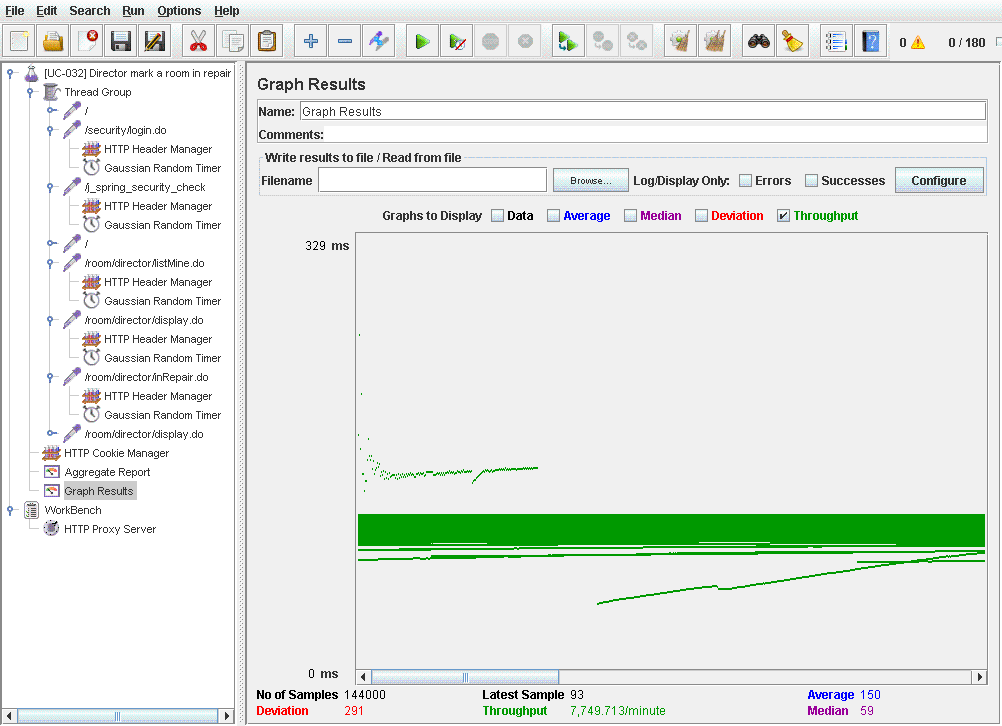 File Edit Search Run Options Help
0 0 / 180
[UC-032] Director mark a room in repair
Thread Group
/
/security/login.do
HTTP Header Manager
Gaussian Random Timer
/j_spring_security_check
HTTP Header Manager
Gaussian Random Timer
/
/room/director/listMine.do
HTTP Header Manager
Gaussian Random Timer
/room/director/display.do
HTTP Header Manager
Gaussian Random Timer
/room/director/inRepair.do
HTTP Header Manager
Gaussian Random Timer
/room/director/display.do
HTTP Cookie Manager
Aggregate Report
Graph Results
WorkBench
HTTP Proxy Server
Graph Results
Name: Graph Results
Comments:
Write results to file / Read from file
Filename Browse... Log/Display Only: Errors Successes Configure
Graphs to Display Data Average Median Deviation Throughput
329 ms
0 ms
No of Samples 144000 Latest Sample 93 Average 150
Deviation 291 Throughput 7,749.713/minute Median 59